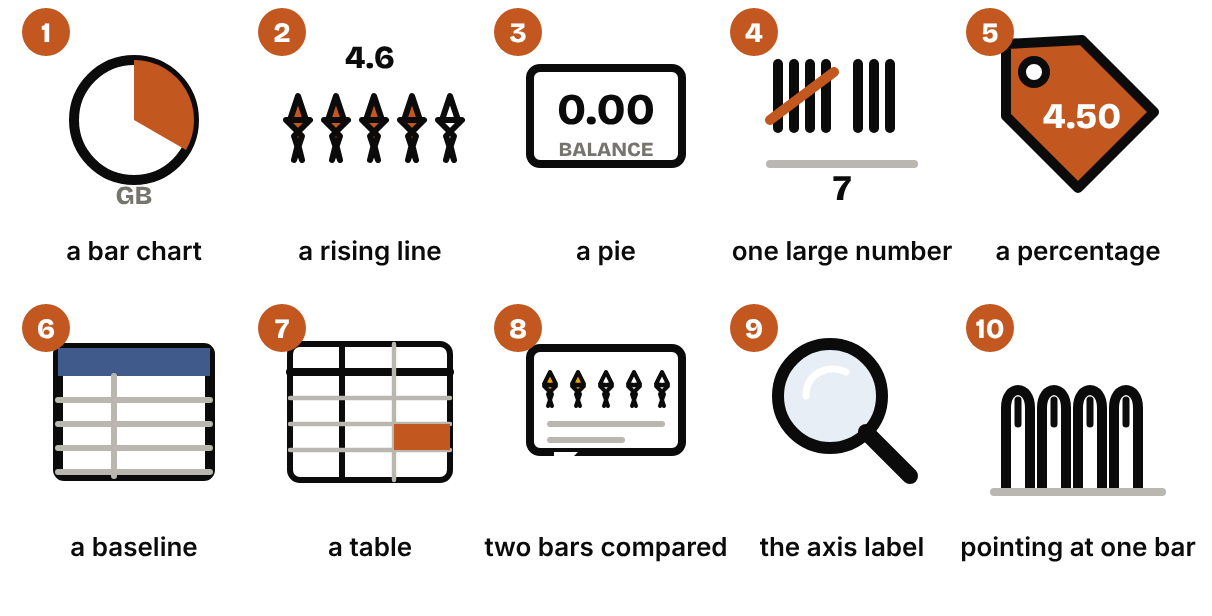 1
2
3
4
5
4.6
0.00
BALANCE
4.50
7
GB
a bar chart
a rising line
a pie
one large number
a percentage
6
7
8
9
10
a baseline
a table
two bars compared
the axis label
pointing at one bar